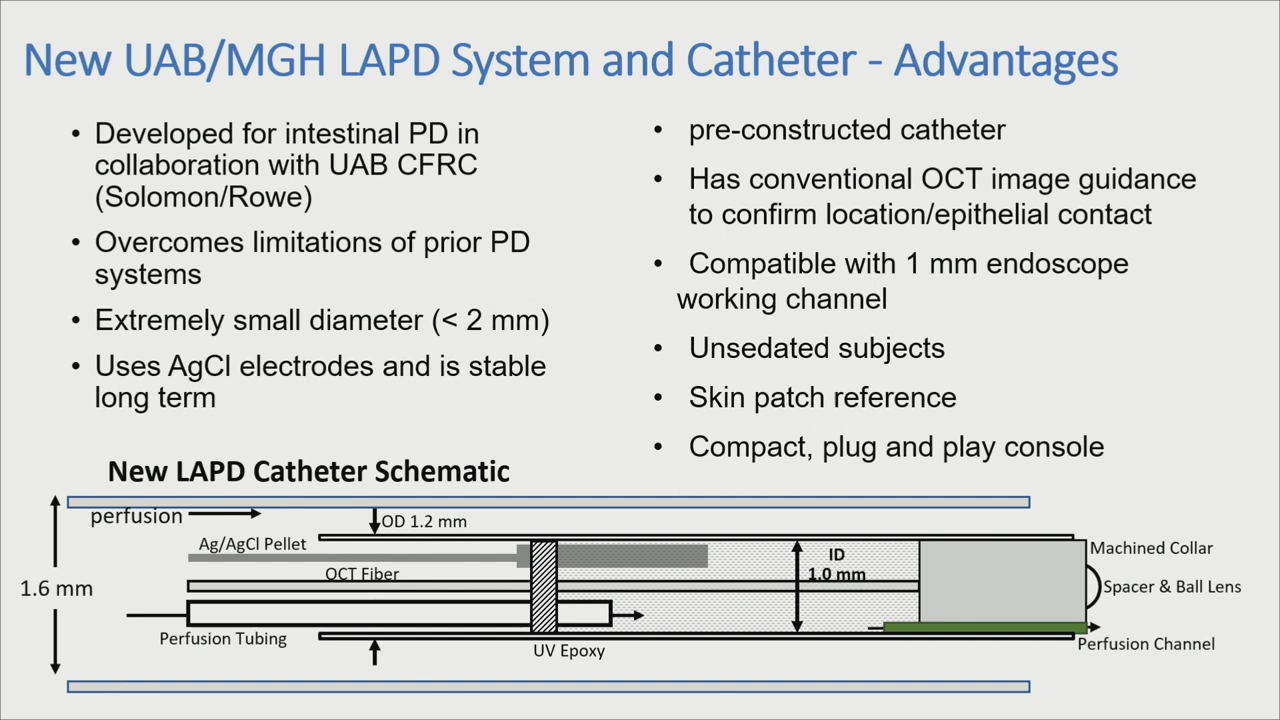 New UAB/MGH LAPD System and Catheter - Advantages
• Developed for intestinal PD in
collaboration with UAB CFRC
(Solomon/Rowe)
• Overcomes limitations of prior PD
systems
• Extremely small diameter (< 2 mm)
• Uses AgCl electrodes and is stable
long term
• pre-constructed catheter
• Has conventional OCT image guidance
to confirm location/epithelial contact
• Compatible with 1 mm endoscope
working channel
• Unsedated subjects
• Skin patch reference
• Compact, plug and play console
New LAPD Catheter Schematic
perfusion
OD 1.2 mm
Ag/AgCl Pellet
OCT Fiber
1.6 mm
Perfusion Tubing
UV Epoxy
ID
1.0 mm
Machined Collar
Spacer & Ball Lens
Perfusion Channel